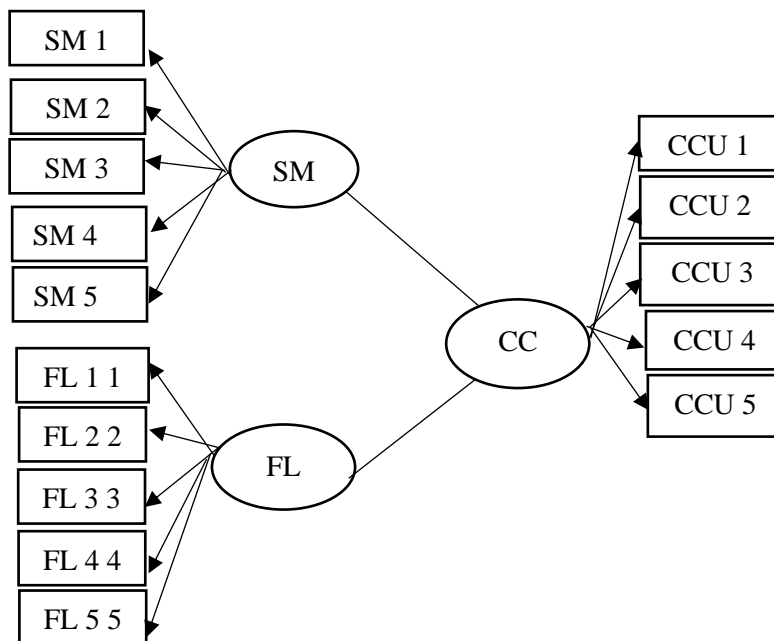 SM 1
SM 2
SM 3
SM 4
SM 5
SM
FL 1 1
FL 2 2
FL 3 3
FL 4 4
FL 5 5
FL
CC
CCU 1
CCU 2
CCU 3
CCU 4
CCU 5